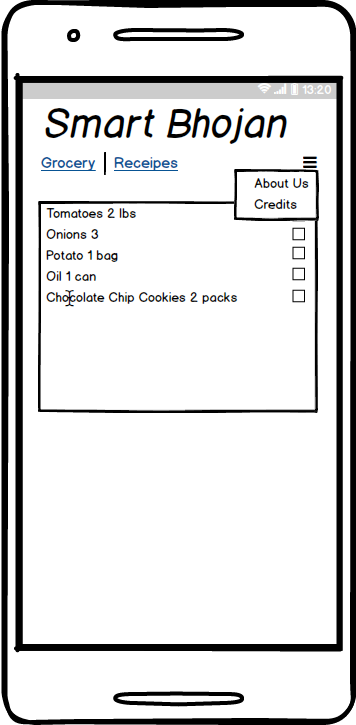 13:20
Smart Bhojan
Grocery | Receipes
About Us
Credits
Tomatoes 2 lbs
Onions 3
Potato 1 bag
Oil 1 can
Chocolate Chip Cookies 2 packs